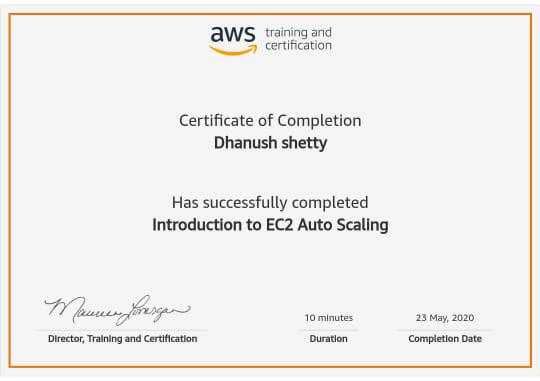 aws training and
certification
Certificate of Completion
Dhanush shetty
Has successfully completed
Introduction to EC2 Auto Scaling
Maureen Lonergan
10 minutes
23 May, 2020
Director, Training and Certification
Duration
Completion Date